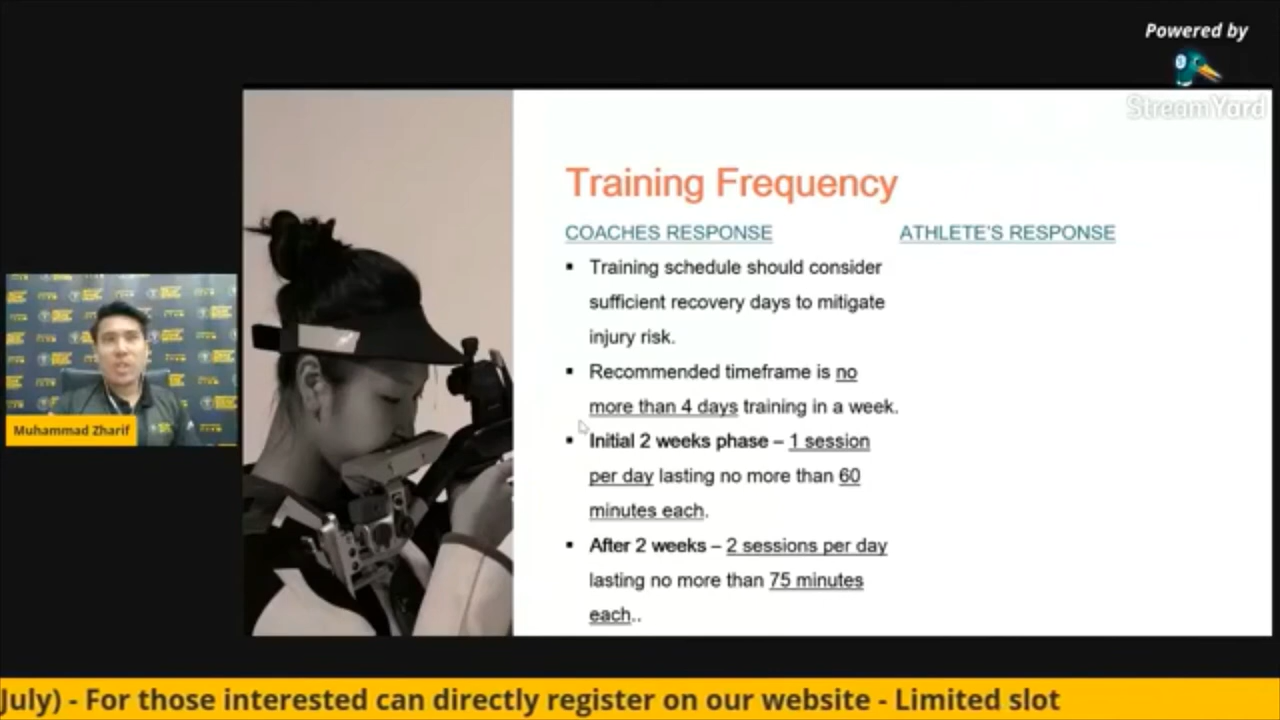 Powered by
StreamYard
Training Frequency
COACHES RESPONSE
ATHLETE'S RESPONSE
▪ Training schedule should consider
sufficient recovery days to mitigate
injury risk.
▪ Recommended timeframe is no
more than 4 days training in a week.
▪ Initial 2 weeks phase – 1 session
per day lasting no more than 60
minutes each.
▪ After 2 weeks – 2 sessions per day
lasting no more than 75 minutes
each..
Muhammad Zharif
July) - For those interested can directly register on our website - Limited slot